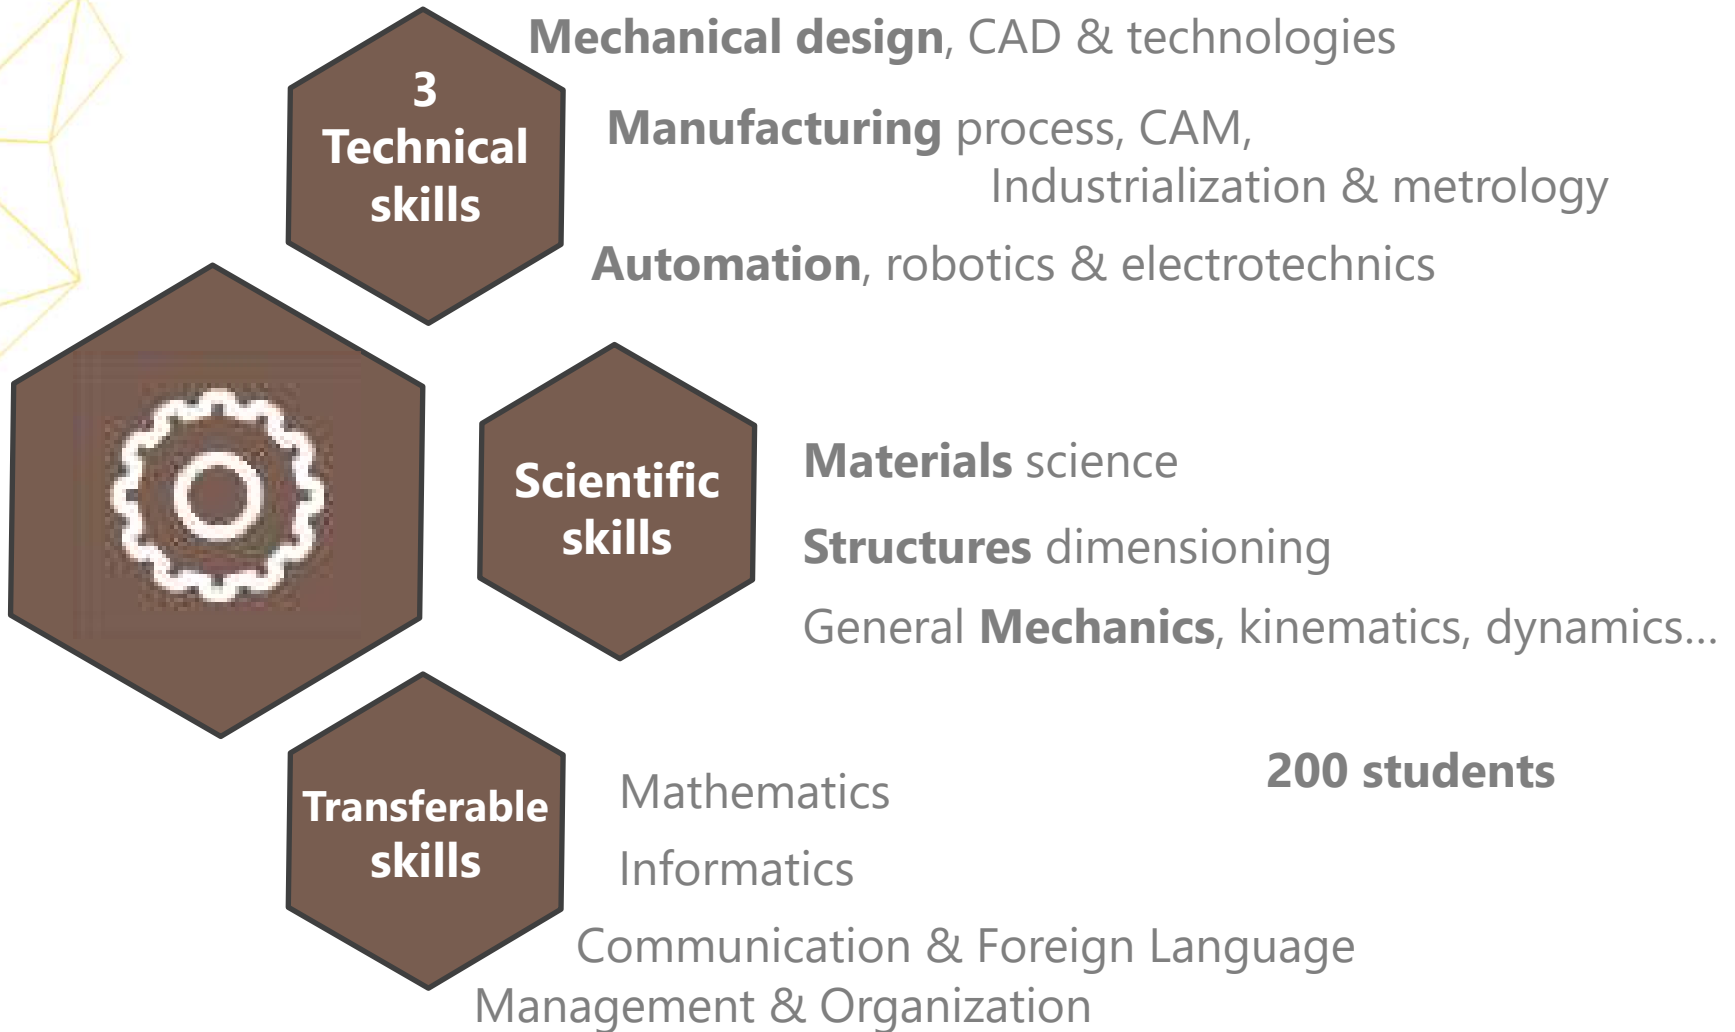 3
Technical
skills
Mechanical design, CAD & technologies
Manufacturing process, CAM,
Industrialization & metrology
Automation, robotics & electrotechnics
Scientific
skills
Materials science
Structures dimensioning
General Mechanics, kinematics, dynamics...
200 students
Transferable
skills
Mathematics
Informatics
Communication & Foreign Language
Management & Organization